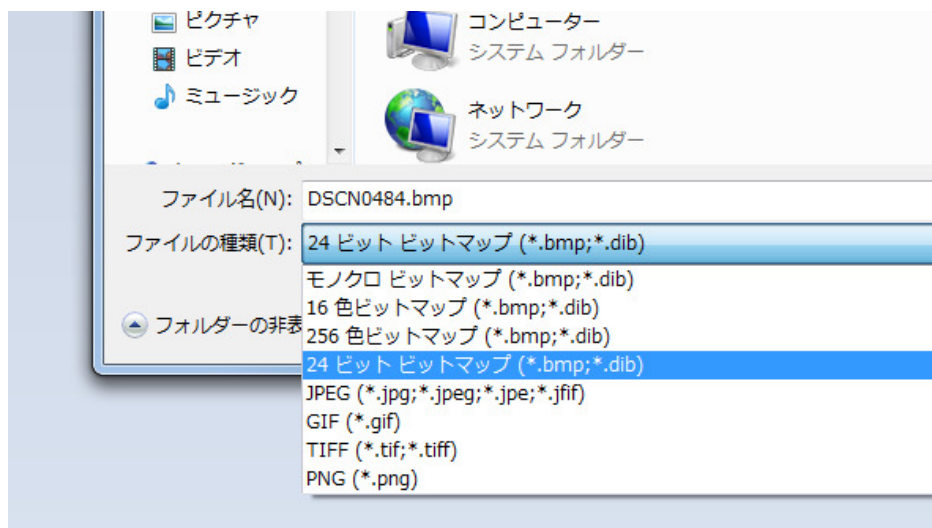 ピクチャ
ビデオ
ミュージック
コンピューター
システム フォルダー
ネットワーク
システム フォルダー
ファイル名(N): DSCN0484.bmp
ファイルの種類(T): 24 ビット ビットマップ (*.bmp;*.dib)
モノクロ ビットマップ (*.bmp;*.dib)
16 色ビットマップ (*.bmp;*.dib)
256 色ビットマップ (*.bmp;*.dib)
24 ビット ビットマップ (*.bmp;*.dib)
JPEG (*.jpg;*.jpeg;*.jpe;*.jfif)
GIF (*.gif)
TIFF (*.tif;*.tiff)
PNG (*.png)
フォルダーの非表